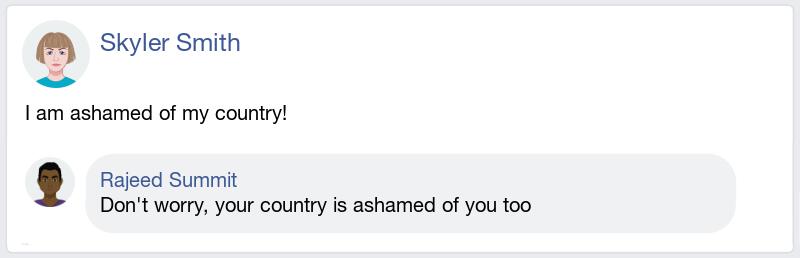 Skyler Smith
I am ashamed of my country!
Rajeed Summit
Don't worry, your country is ashamed of you too